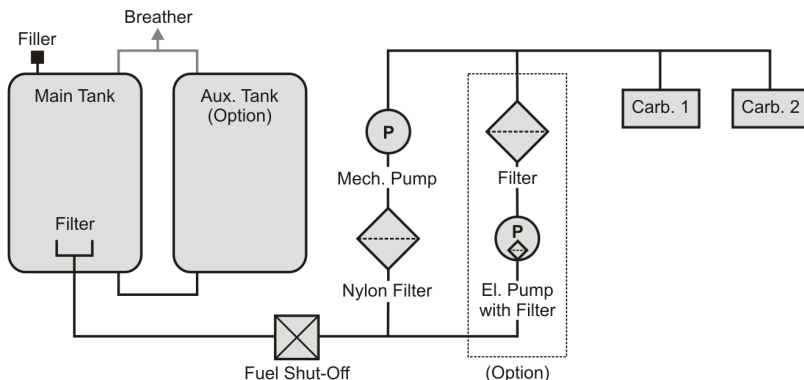 Breather
Filler
Main Tank
Aux. Tank
(Option)
Carb. 1
Carb. 2
P
Mech. Pump
Filter
Filter
P
Nylon Filter
El. Pump
with Filter
Fuel Shut-Off
(Option)